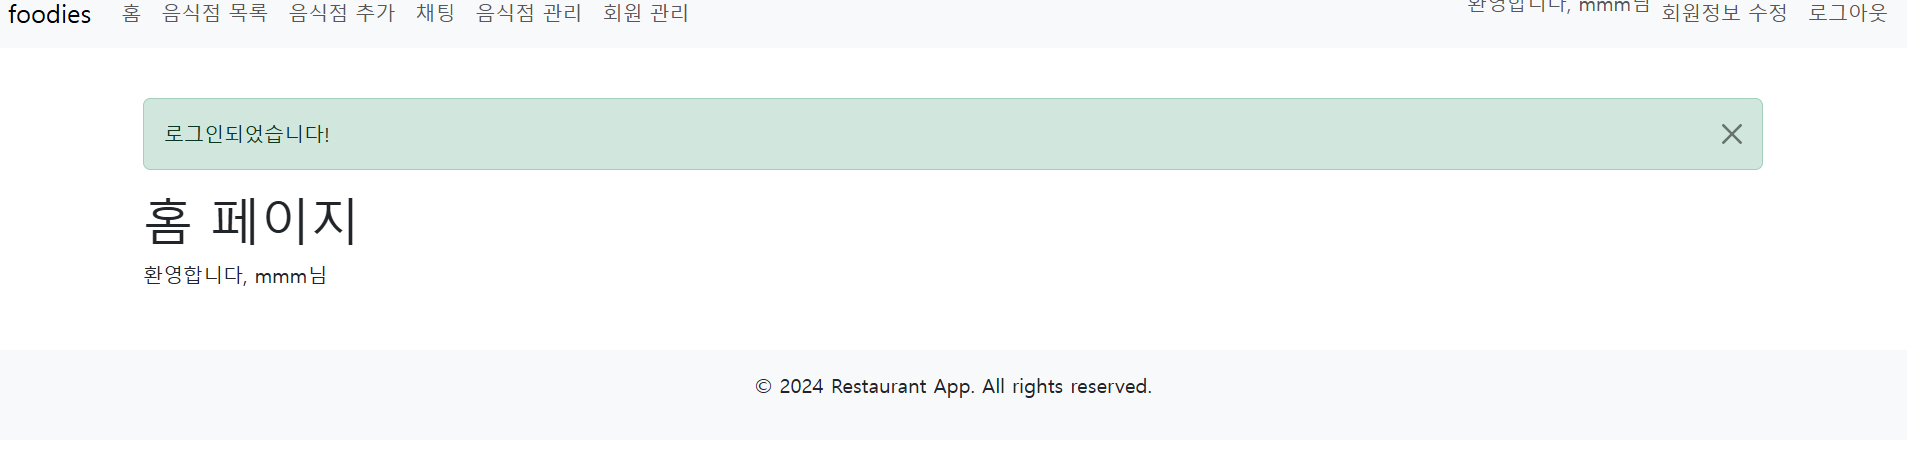 foodies 홈 음식점 목록 음식점 추가 채팅 음식점 관리 회원 관리 환영합니다, mmm님 회원정보 수정 로그아웃
로그인되었습니다!
홈 페이지
환영합니다, mmm님
© 2024 Restaurant App. All rights reserved.